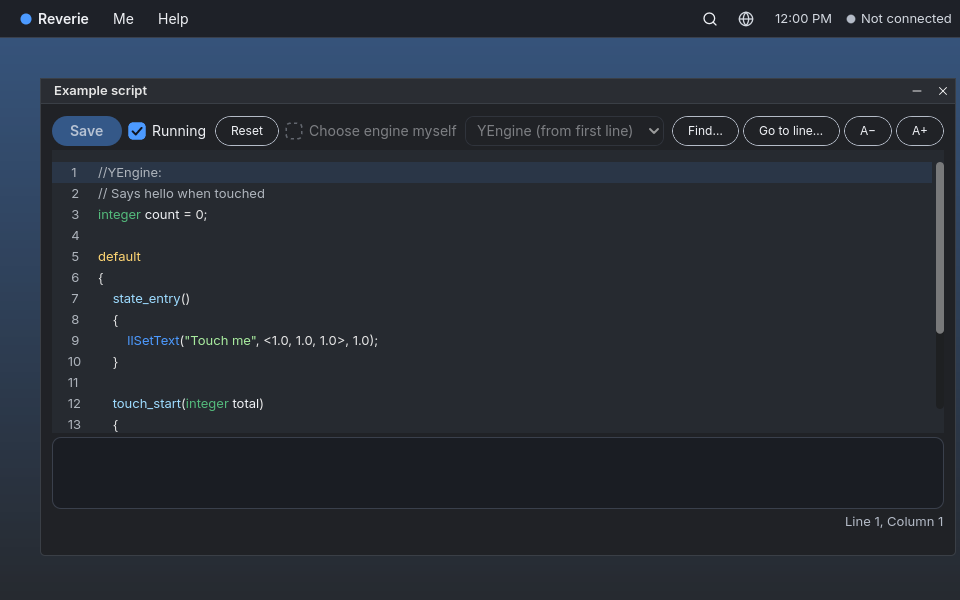 Reverie Me Help 12:00 PM Not connected
Example script
Save Running Reset Choose engine myself YEngine (from first line) Find... Go to line... A− A+
1 //YEngine:
2 // Says hello when touched
3 integer count = 0;
4
5 default
6 {
7 state_entry()
8 {
9 llSetText("Touch me", <1.0, 1.0, 1.0>, 1.0);
10 }
11
12 touch_start(integer total)
13 {
Line 1, Column 1